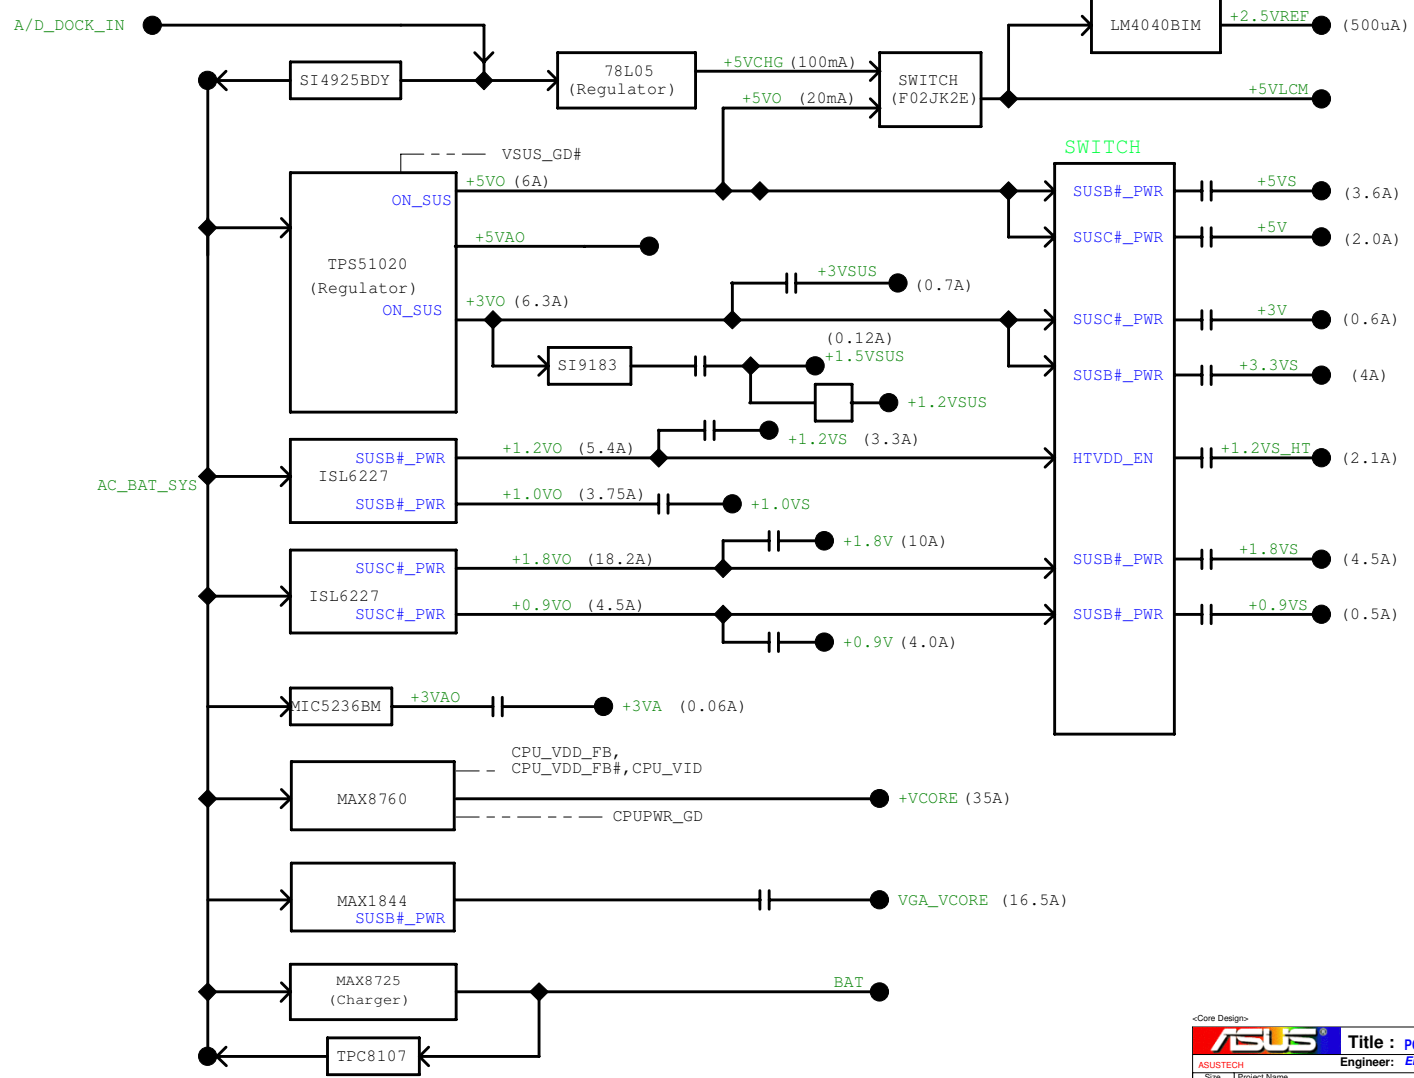 A/D_DOCK_IN
LM4040BIM
+2.5VREF
(500uA)
SI4925BDY
78L05
(Regulator)
+5VCHG (100mA)
+5VO (20mA)
SWITCH
(F02JK2E)
+5VLCM
VSUS_GD#
SWITCH
+5VO (6A)
ON_SUS
+5VAO
TPS51020
(Regulator)
+3VO (6.3A)
ON_SUS
+3VSUS
(0.7A)
SI9183
(0.12A)
+1.5VSUS
+1.2VSUS
SUSB#_PWR
+5VS
(3.6A)
SUSC#_PWR
+5V
(2.0A)
SUSC#_PWR
+3V
(0.6A)
SUSB#_PWR
+3.3VS
(4A)
AC_BAT_SYS
SUSB#_PWR
ISL6227
SUSB#_PWR
+1.2VO (5.4A)
+1.2VS (3.3A)
+1.0VO (3.75A)
+1.0VS
HTVDD_EN
+1.2VS_HT
(2.1A)
SUSC#_PWR
ISL6227
SUSC#_PWR
+1.8VO (18.2A)
+1.8V (10A)
+0.9VO (4.5A)
+0.9V (4.0A)
SUSB#_PWR
+1.8VS
(4.5A)
SUSB#_PWR
+0.9VS
(0.5A)
MIC5236BM
+3VAO
+3VA (0.06A)
CPU_VDD_FB,
CPU_VDD_FB#,CPU_VID
MAX8760
+VCORE (35A)
CPUPWR_GD
MAX1844
SUSB#_PWR
VGA_VCORE (16.5A)
MAX8725
(Charger)
BAT
TPC8107
<Core Design>
ASUS ®
Title :
ASUSTECH
Engineer:
Size Project Name